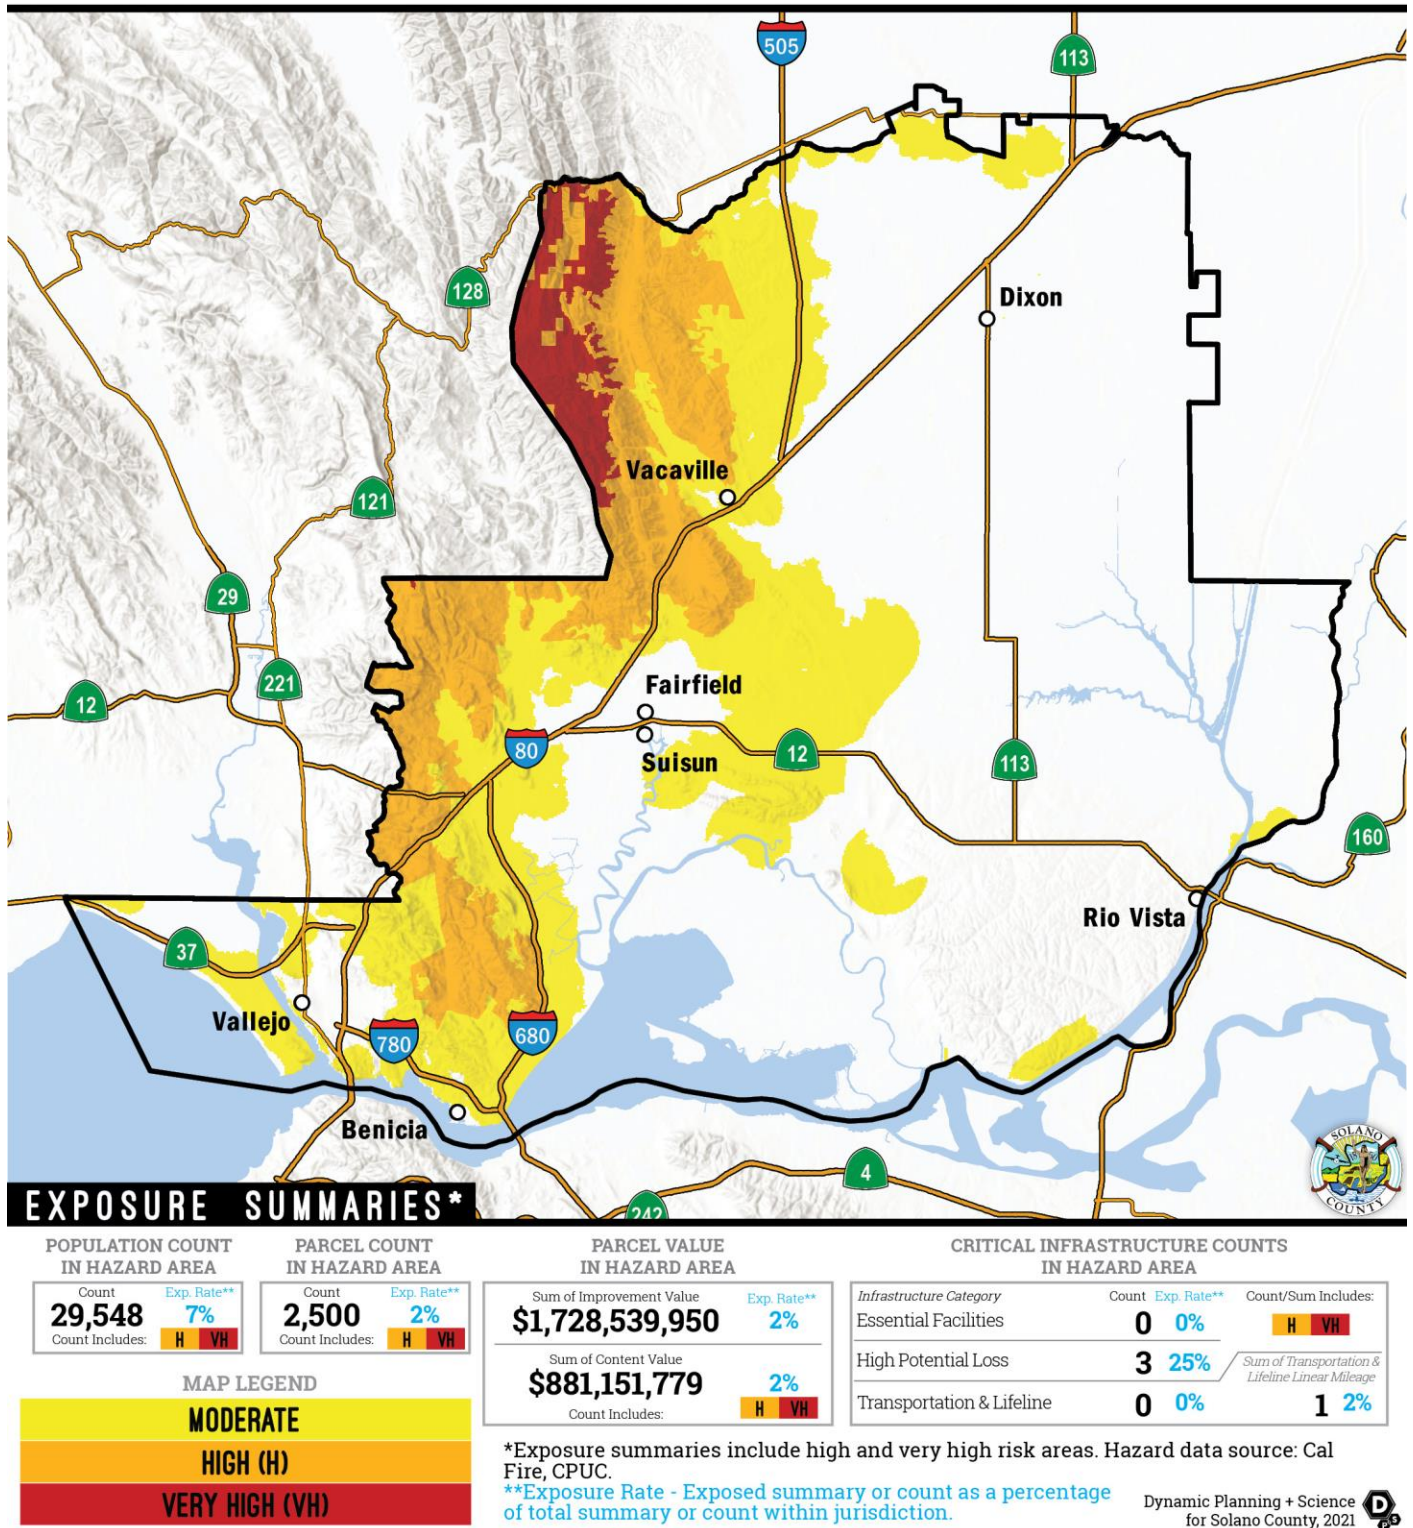 505
113
128
Dixon
Vacaville
121
29
221
12
Fairfield
80
Suisun
12
113
160
Rio Vista
37
Vallejo
780
680
Benicia
4
242
SOLANO
COUNTY
EXPOSURE SUMMARIES*
POPULATION COUNT
IN HAZARD AREA
Count Exp. Rate**
29,548 7%
Count Includes: H VH
PARCEL COUNT
IN HAZARD AREA
Count Exp. Rate**
2,500 2%
Count Includes: H VH
PARCEL VALUE
IN HAZARD AREA
Sum of Improvement Value Exp. Rate**
$1,728,539,950 2%
Sum of Content Value
$881,151,779 2%
Count Includes: H VH
CRITICAL INFRASTRUCTURE COUNTS
IN HAZARD AREA
Infrastructure Category Count Exp. Rate** Count/Sum Includes:
Essential Facilities 0 0% H VH
High Potential Loss 3 25% Sum of Transportation &
Lifeline Linear Mileage
Transportation & Lifeline 0 0% 1 2%
MAP LEGEND
MODERATE
HIGH (H)
VERY HIGH (VH)
*Exposure summaries include high and very high risk areas. Hazard data source: Cal
Fire, CPUC.
**Exposure Rate - Exposed summary or count as a percentage
of total summary or count within jurisdiction.
Dynamic Planning + Science
for Solano County, 2021
D
P S